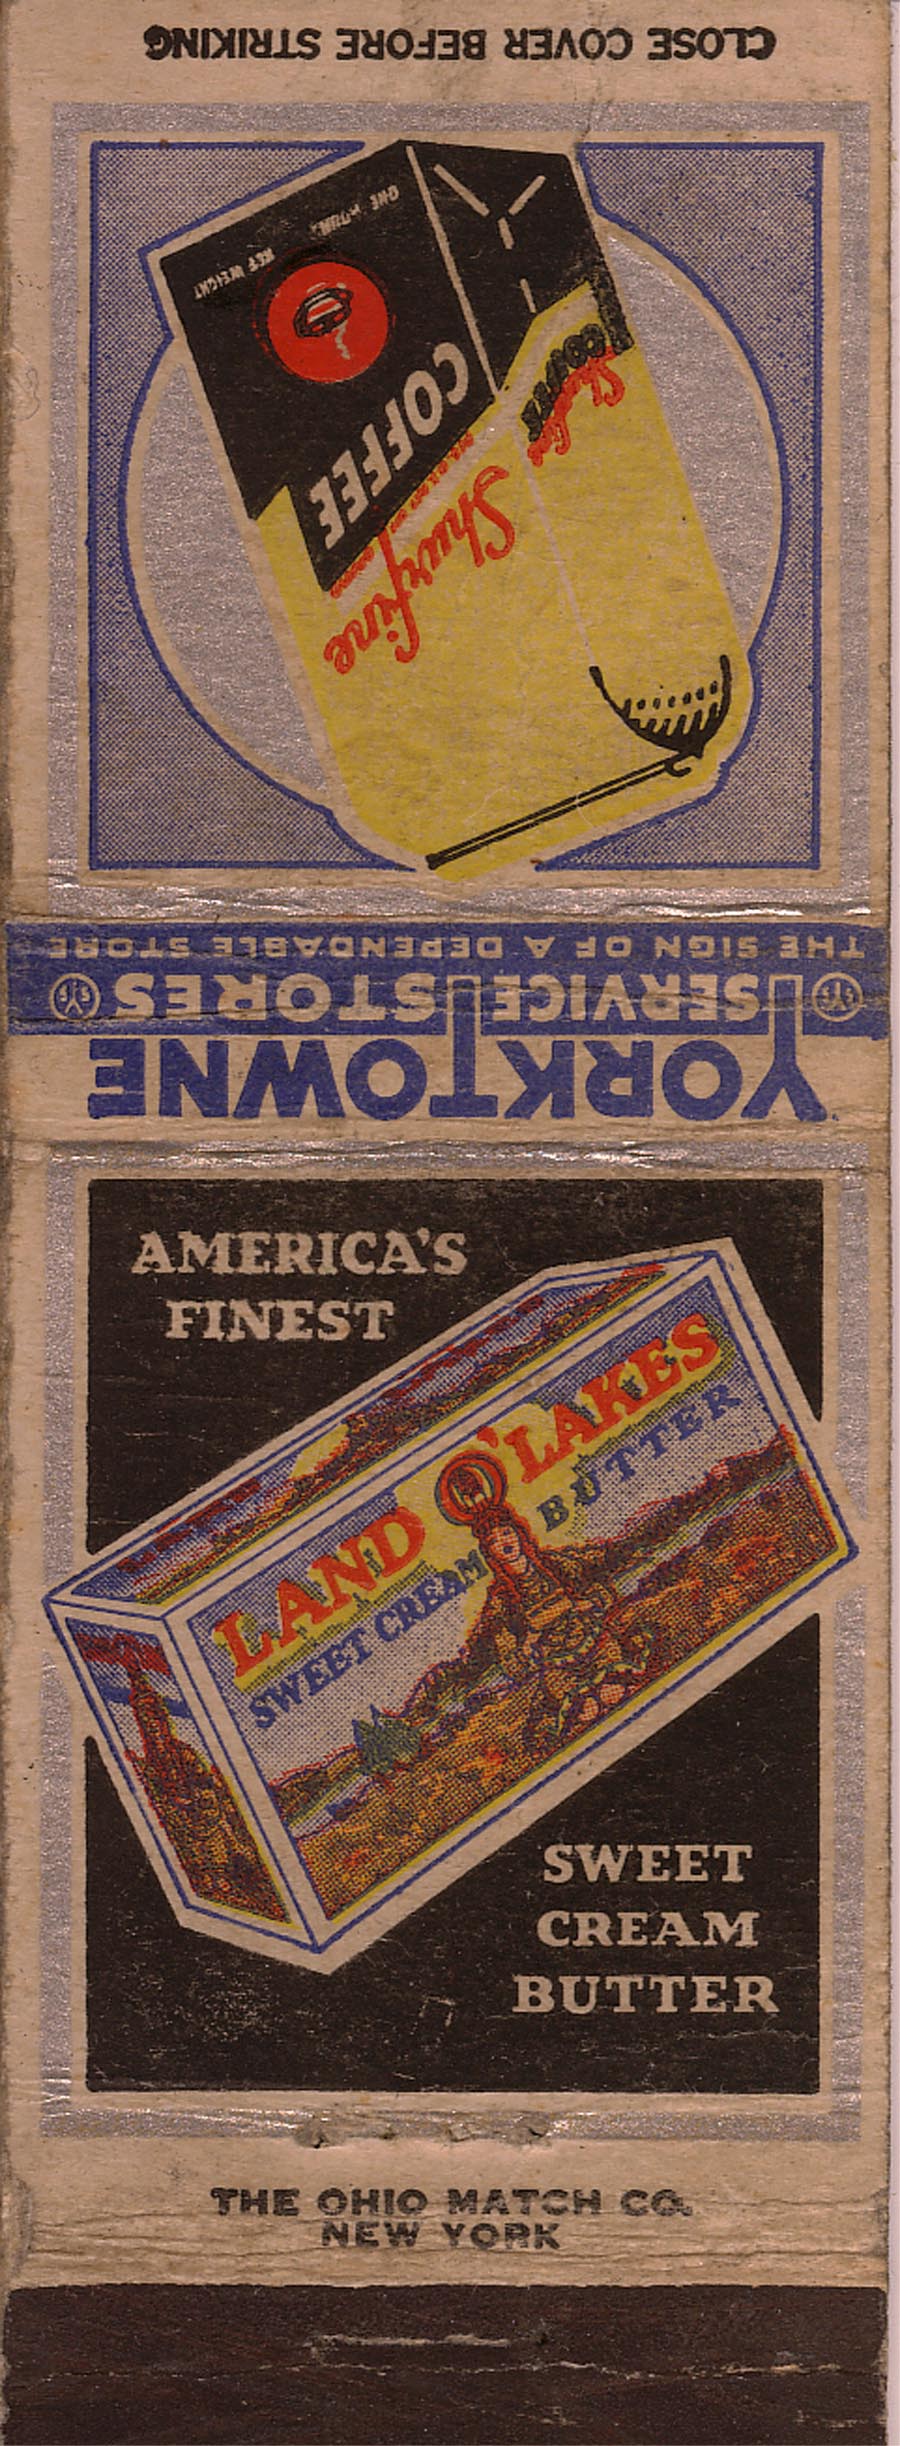 CLOSE COVER BEFORE STRIKING
ONE POUND
NET WEIGHT
COFFEE
Shurfine
COFFEE
Shurfine
THE SIGN OF A DEPENDABLE STORE
YORKTOWNE
SERVICE STORES
AMERICA'S
FINEST
LAND O'LAKES
SWEET CREAM BUTTER
SWEET
CREAM
BUTTER
THE OHIO MATCH CO.
NEW YORK